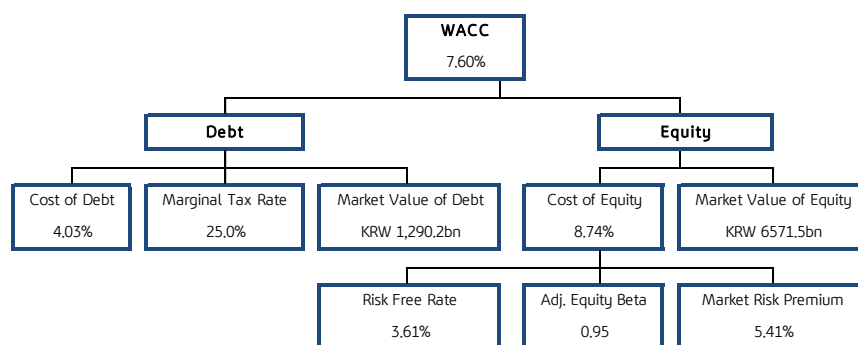 WACC
7.60%
Debt
Equity
Cost of Debt
4.03%
Marginal Tax Rate
25.0%
Market Value of Debt
KRW 1,290.2bn
Cost of Equity
8.74%
Market Value of Equity
KRW 6571.5bn
Risk Free Rate
3.61%
Adj. Equity Beta
0.95
Market Risk Premium
5.41%